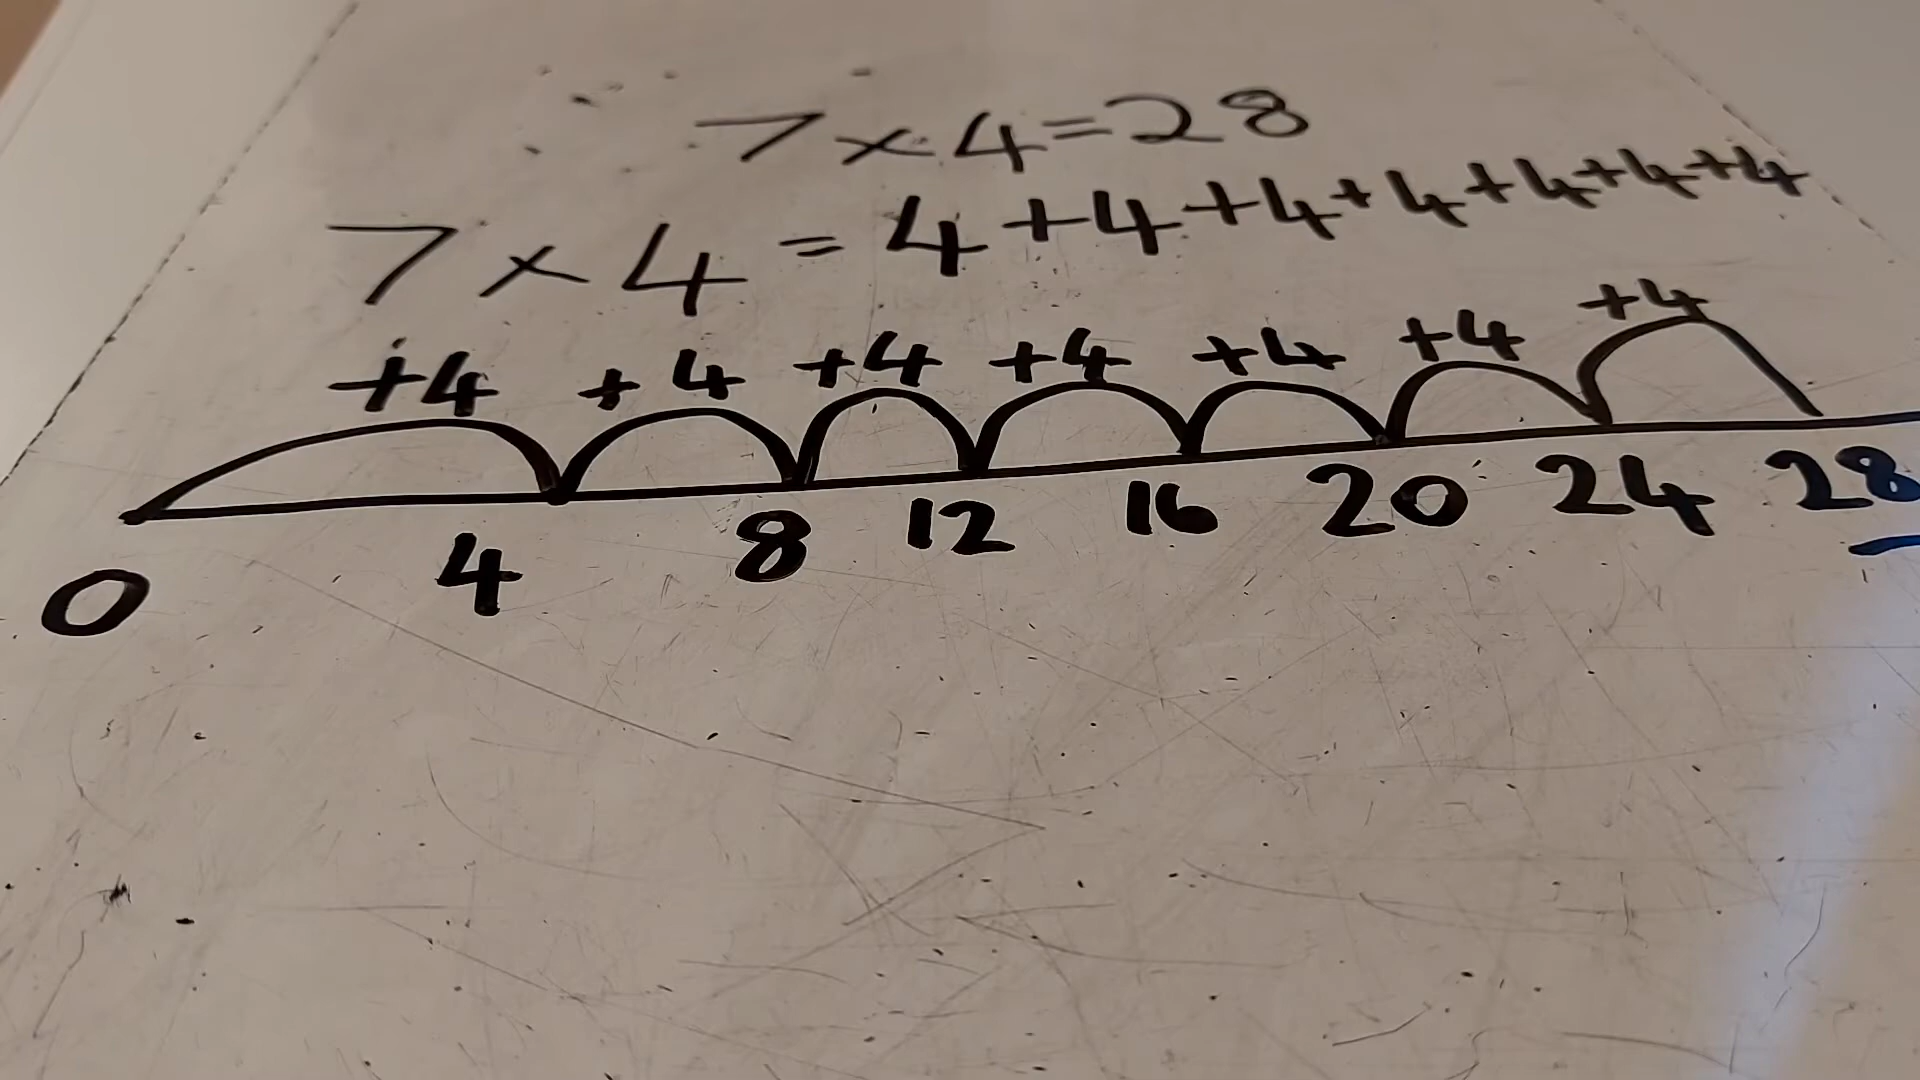 7 × 4 = 28
7 × 4 = 4 + 4 + 4 + 4 + 4 + 4 + 4
+4 +4 +4 +4 +4 +4 +4
0 4 8 12 16 20 24 28